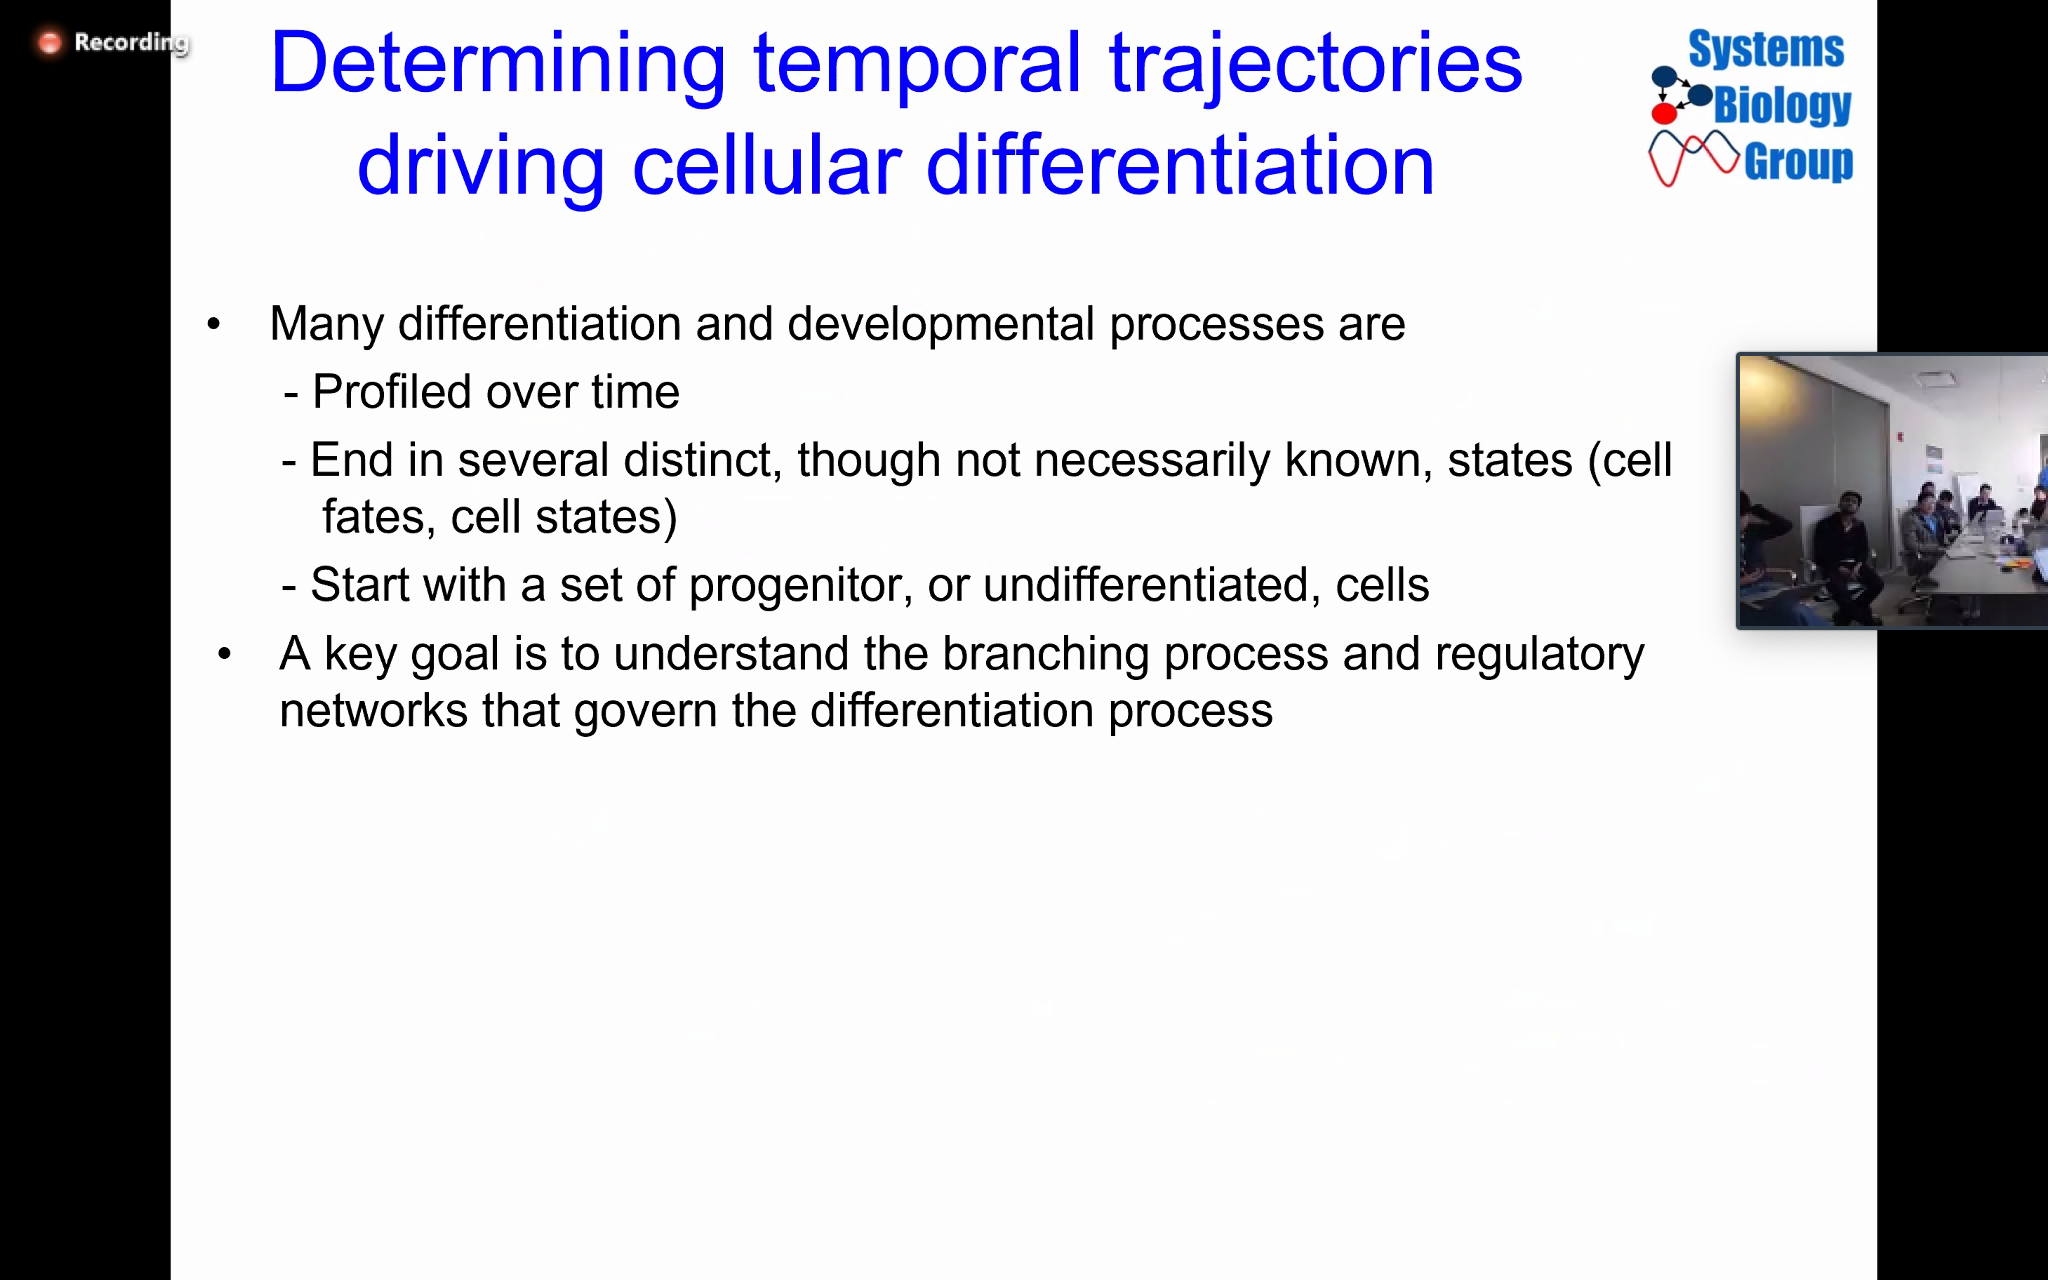 Recording
Determining temporal trajectories
driving cellular differentiation
Systems
Biology
Group
• Many differentiation and developmental processes are
- Profiled over time
- End in several distinct, though not necessarily known, states (cell
fates, cell states)
- Start with a set of progenitor, or undifferentiated, cells
• A key goal is to understand the branching process and regulatory
networks that govern the differentiation process